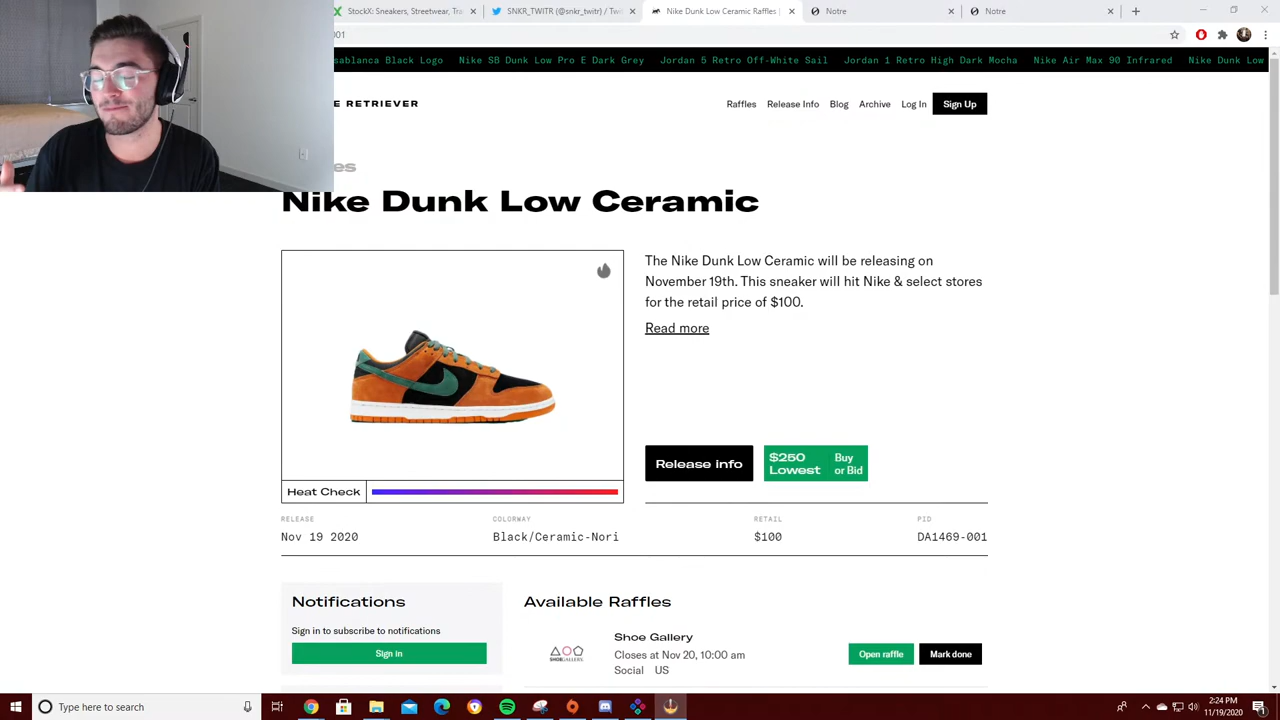 StockX Sneakers, Streetwear, Tra
SNKR_TWITR (@snkr_twitr) / Twi
Nike Dunk Low Ceramic Raffles
Notre
Notre
001
asablanca Black Logo Nike SB Dunk Low Pro E Dark Grey Jordan 5 Retro Off-White Sail Jordan 1 Retro High Dark Mocha Nike Air Max 90 Infrared Nike Dunk Low
E RETRIEVER
Raffles Release Info Blog Archive Log In Sign Up
es
Nike Dunk Low Ceramic
The Nike Dunk Low Ceramic will be releasing on
November 19th. This sneaker will hit Nike & select stores
for the retail price of $100.
Read more
Release info
$250 Lowest
Buy or Bid
Heat Check
RELEASE COLORWAY RETAIL PID
Nov 19 2020 Black/Ceramic-Nori $100 DA1469-001
Notifications
Sign in to subscribe to notifications
Sign in
Available Raffles
SHOEGALLERY.
Shoe Gallery
Closes at Nov 20, 10:00 am
Social US
Open raffle Mark done
Type here to search
2:24 PM
11/19/2020
1